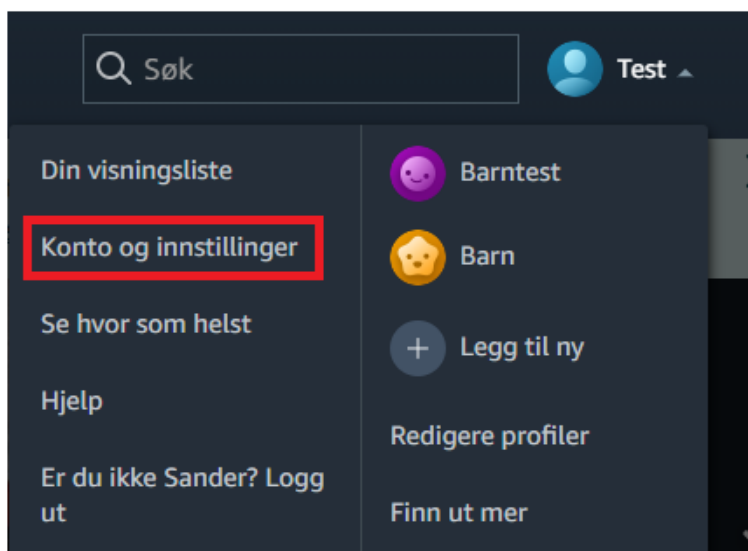 Søk
Test
Din visningsliste
Konto og innstillinger
Se hvor som helst
Hjelp
Er du ikke Sander? Logg
ut
Barntest
Barn
Legg til ny
Redigere profiler
Finn ut mer